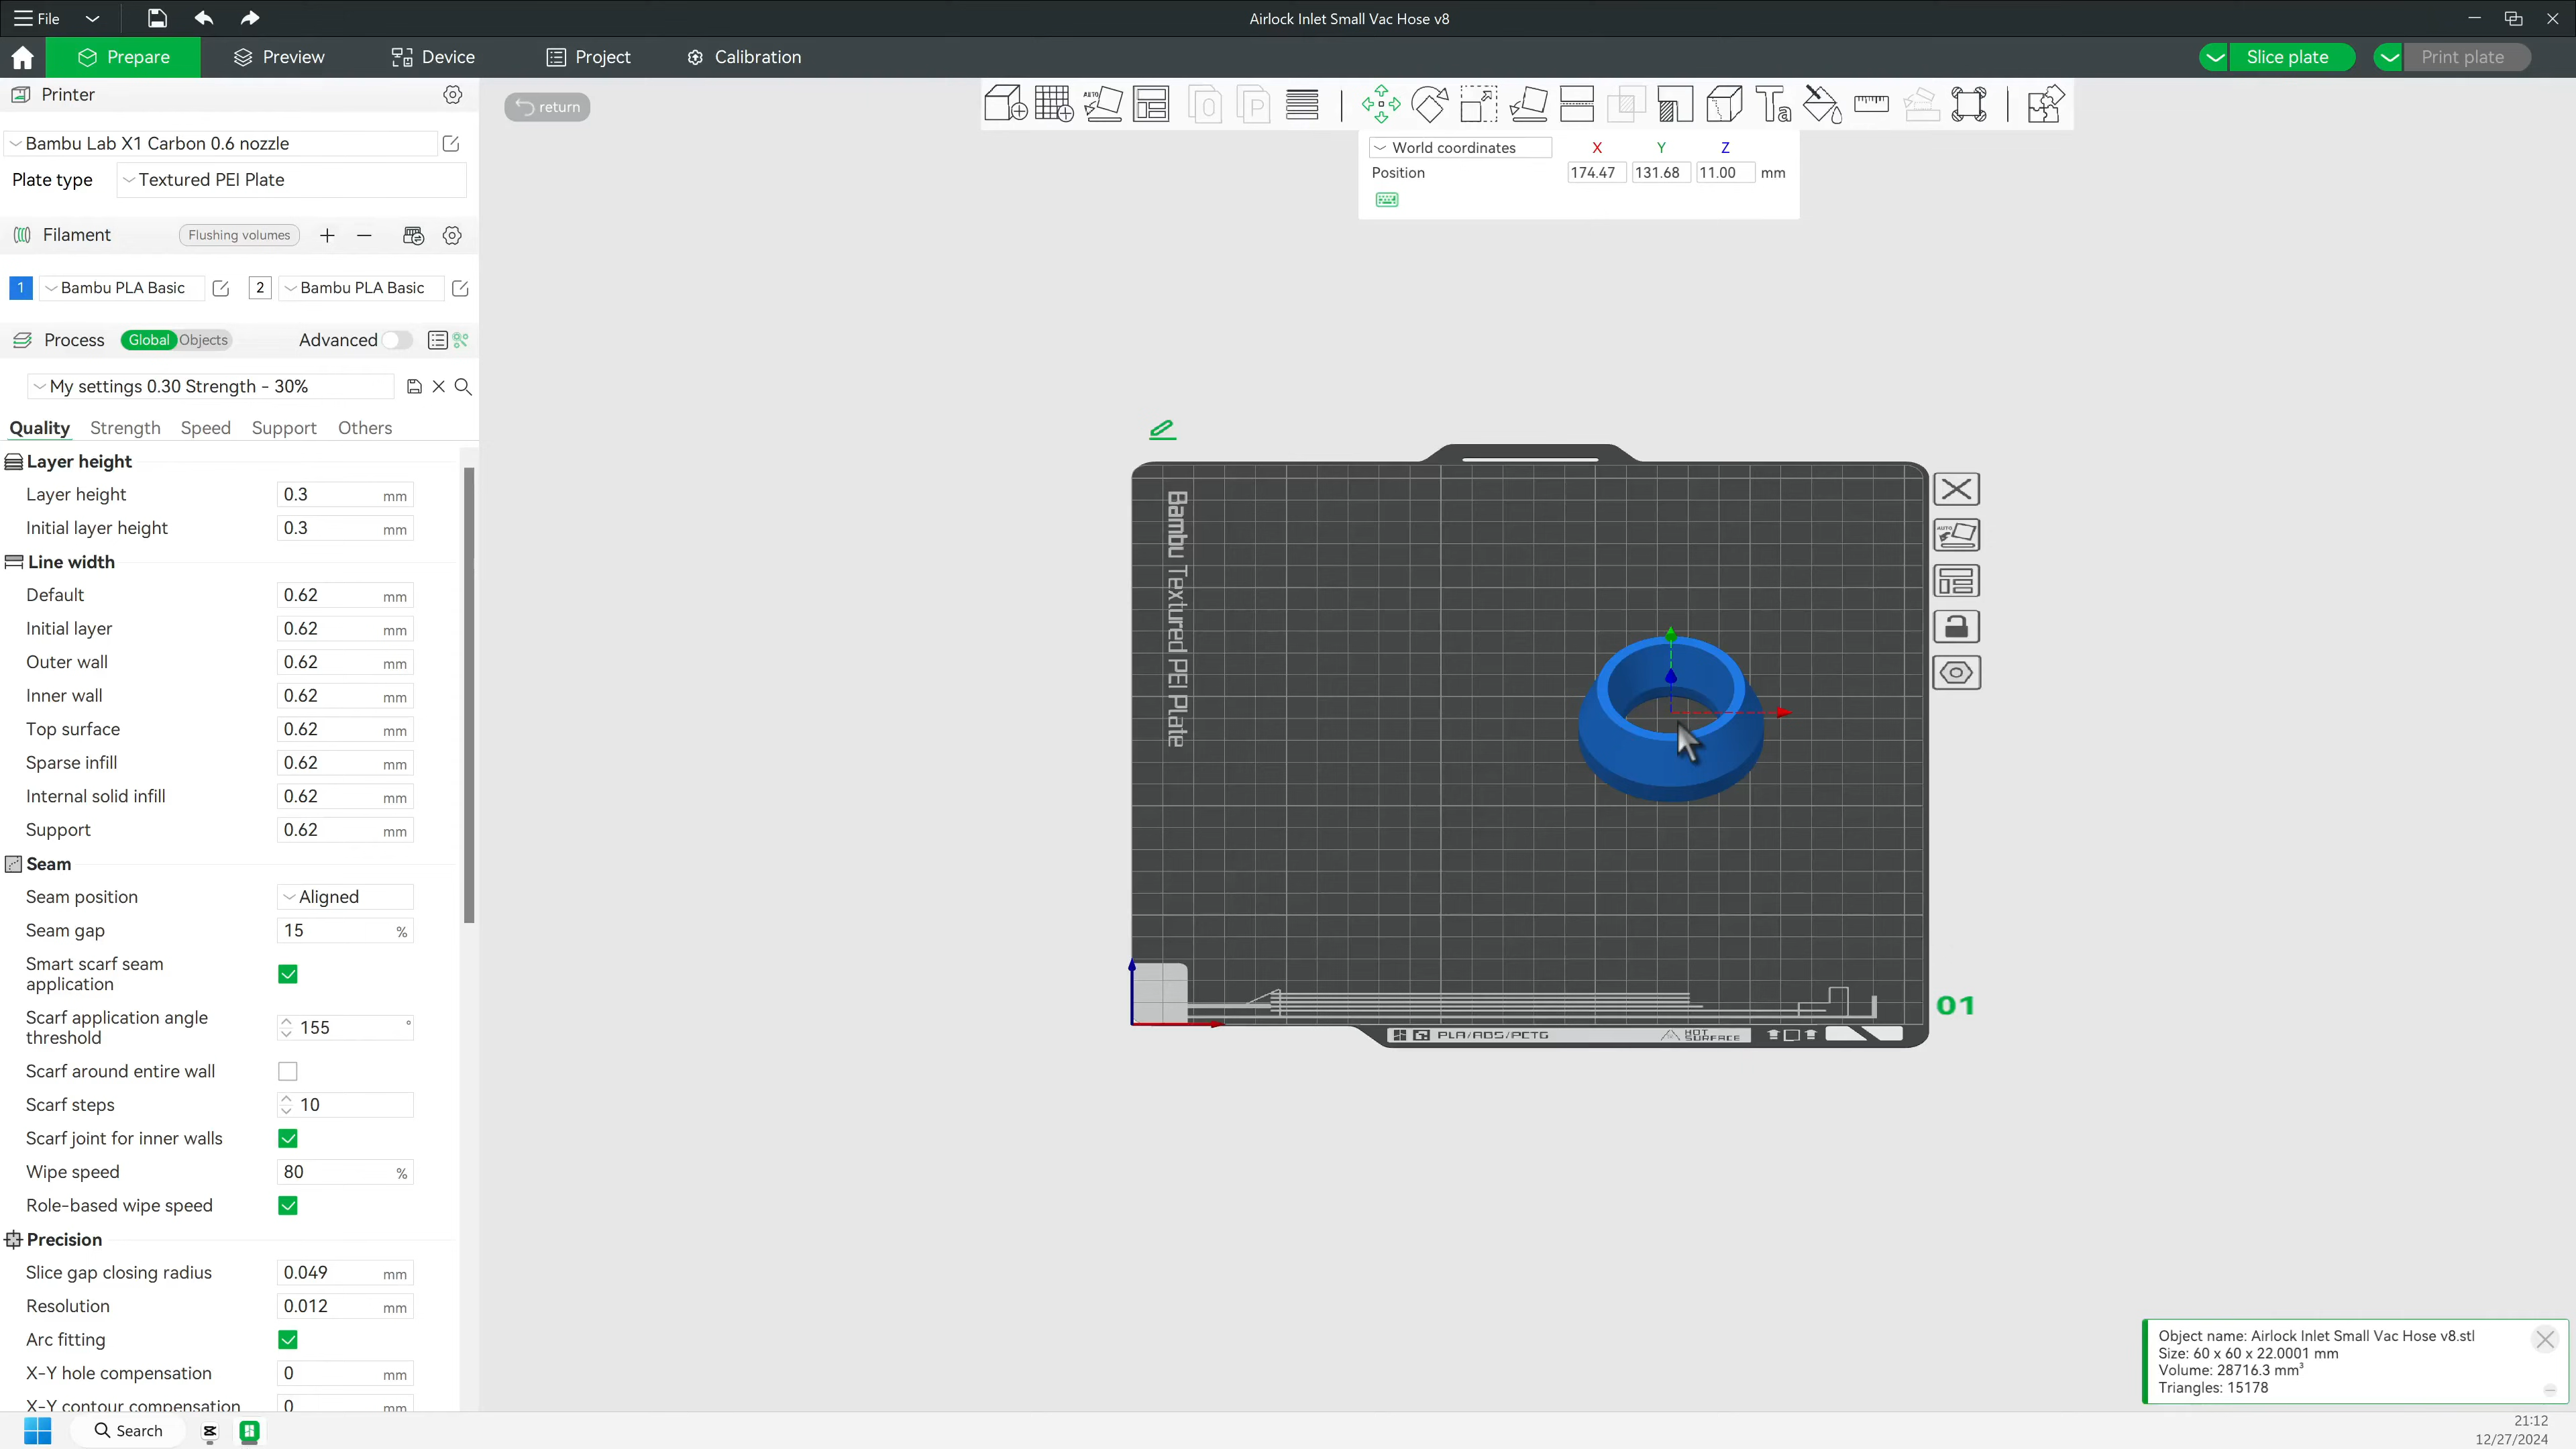 File
Airlock Inlet Small Vac Hose v8
Prepare
Preview
Device
Project
Calibration
Slice plate
Print plate
Printer
Bambu Lab X1 Carbon 0.6 nozzle
Plate type
Textured PEI Plate
Filament
Flushing volumes
1
Bambu PLA Basic
2
Bambu PLA Basic
Process
Global
Objects
Advanced
My settings 0.30 Strength - 30%
Quality
Strength
Speed
Support
Others
Layer height
Layer height 0.3 mm
Initial layer height 0.3 mm
Line width
Default 0.62 mm
Initial layer 0.62 mm
Outer wall 0.62 mm
Inner wall 0.62 mm
Top surface 0.62 mm
Sparse infill 0.62 mm
Internal solid infill 0.62 mm
Support 0.62 mm
Seam
Seam position Aligned
Seam gap 15 %
Smart scarf seam
application
Scarf application angle
threshold 155 °
Scarf around entire wall
Scarf steps 10
Scarf joint for inner walls
Wipe speed 80 %
Role-based wipe speed
Precision
Slice gap closing radius 0.049 mm
Resolution 0.012 mm
Arc fitting
X-Y hole compensation 0 mm
X-Y contour compensation 0 mm
return
AUTO
O
P
Ta
World coordinates X Y Z
Position 174.47 131.68 11.00 mm
Bambu Textured PEI Plate
AUTO
01
PLA/ABS/PETG
HOT
SURFACE
Object name: Airlock Inlet Small Vac Hose v8.stl
Size: 60 x 60 x 22.0001 mm
Volume: 28716.3 mm³
Triangles: 15178
Search
21:12
12/27/2024